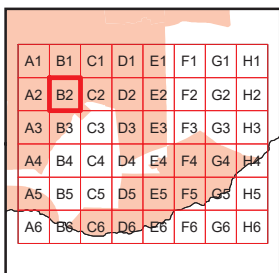 A1 B1 C1 D1 E1 F1 G1 H1
A2 B2 C2 D2 E2 F2 G2 H2
A3 B3 C3 D3 E3 F3 G3 H3
A4 B4 C4 D4 E4 F4 G4 H4
A5 B5 C5 D5 E5 F5 G5 H5
A6 B6 C6 D6 E6 F6 G6 H6